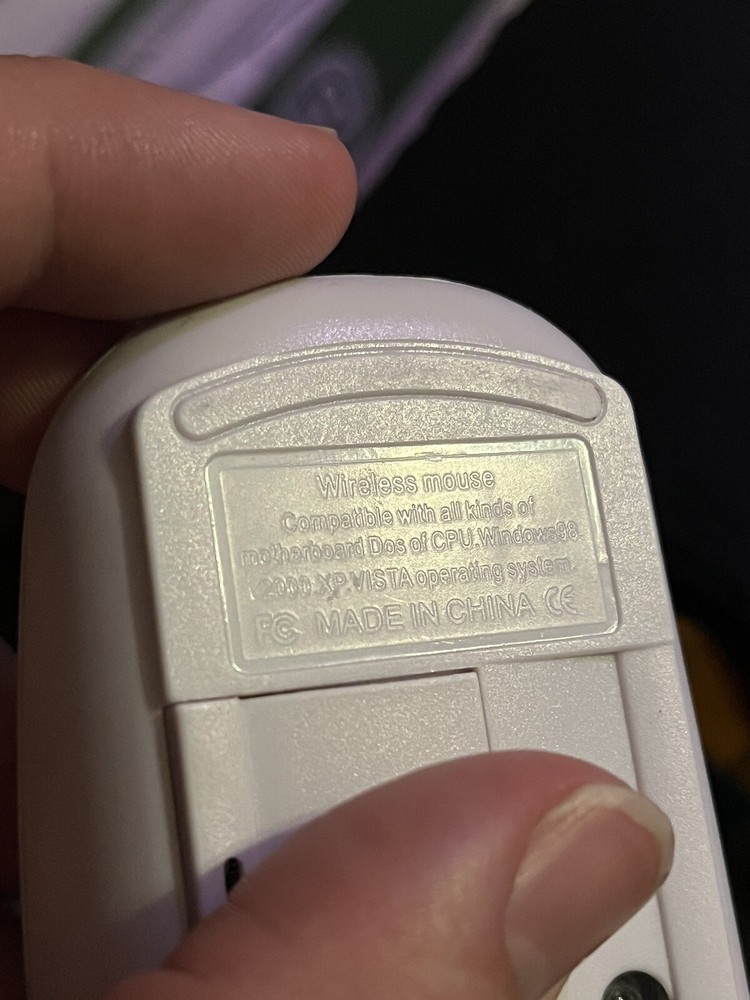 Wireless mouse
Compatible with all kinds of
motherboard Dos of CPU.Windows98
2000 XP.VISTA operating system
FC MADE IN CHINA CE